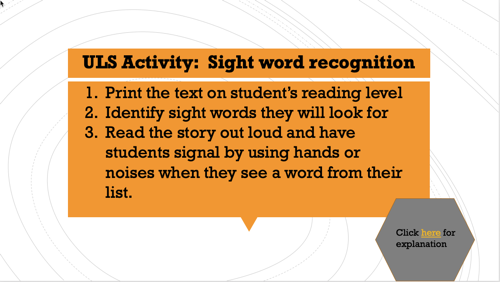 ULS Activity:  Sight word recognition
1. Print the text on student's reading level
2. Identify sight words they will look for
3. Read the story out loud and have
students signal by using hands or
noises when they see a word from their
list.
Click here for
explanation